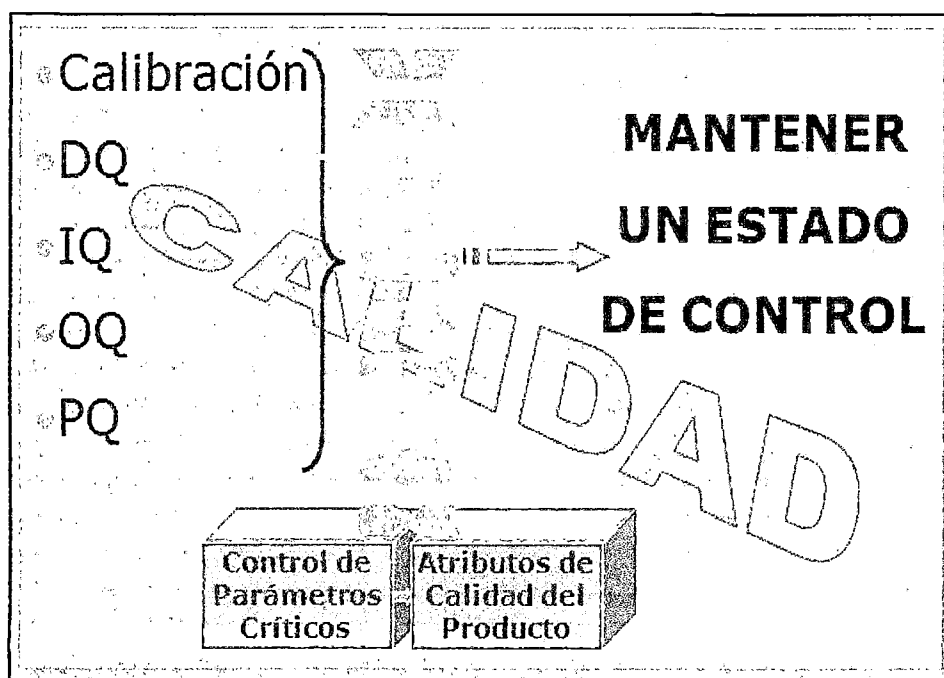 Calibración
DQ
IQ
OQ
PQ
MANTENER
UN ESTADO
DE CONTROL
CALIDAD
Control de
Parámetros
Críticos
Atributos de
Calidad del
Producto